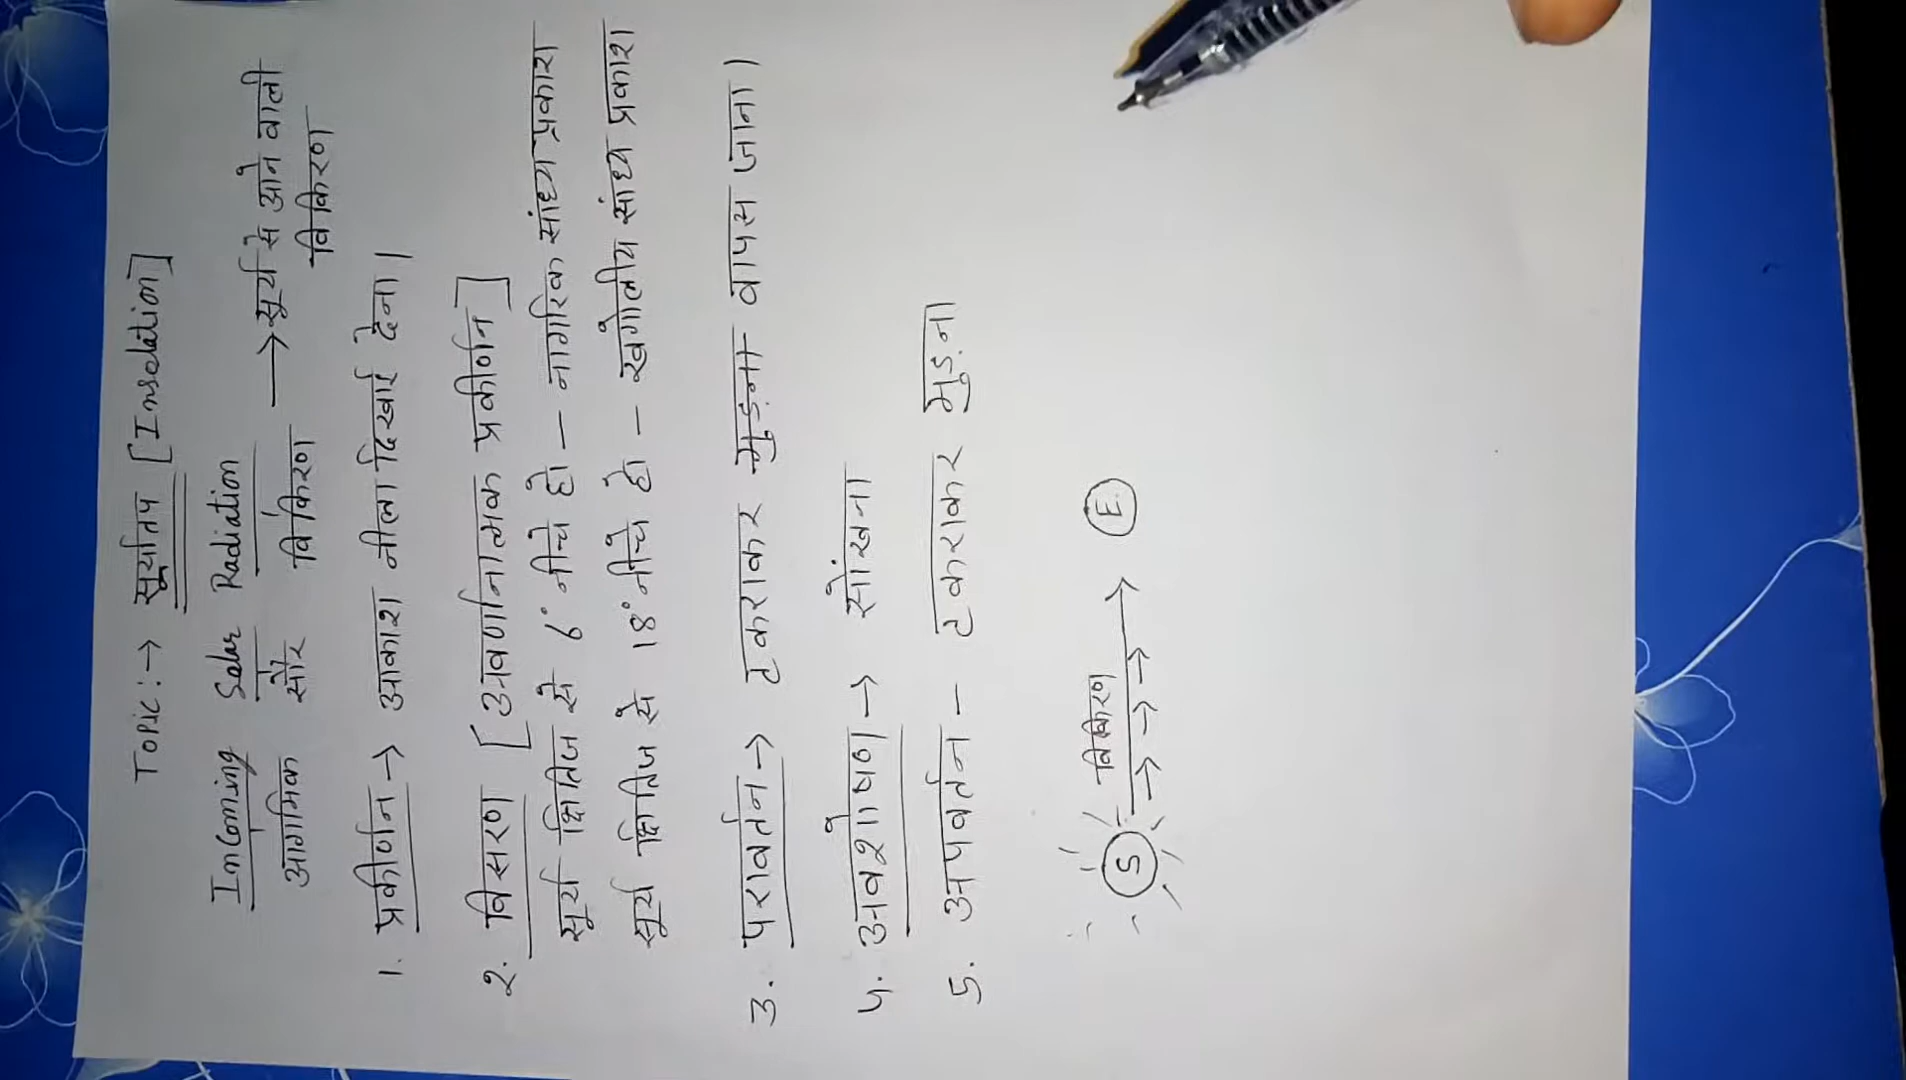 TOPIC:→ सूर्यातप [Insolation]
Incoming Solar Radiation
आगमिक सौर विकिरण → सूर्य से आने वाली विकिरण
1. प्रकीर्णन → आकाश नीला दिखाई देना।
2. विसरण [अवर्णनात्मक प्रकीर्णन]
सूर्य क्षितिज से 6° नीचे हो – नागरिक सांध्य प्रकाश
सूर्य क्षितिज से 18° नीचे हो – खगोलीय सांध्य प्रकाश
3. परावर्तन → टकराकर मुड़ना वापस जाना।
4. अवशोषण → सोंखना
5. अपवर्तन – टकराकर मुड़ना
विकिरण
S →→→→ E